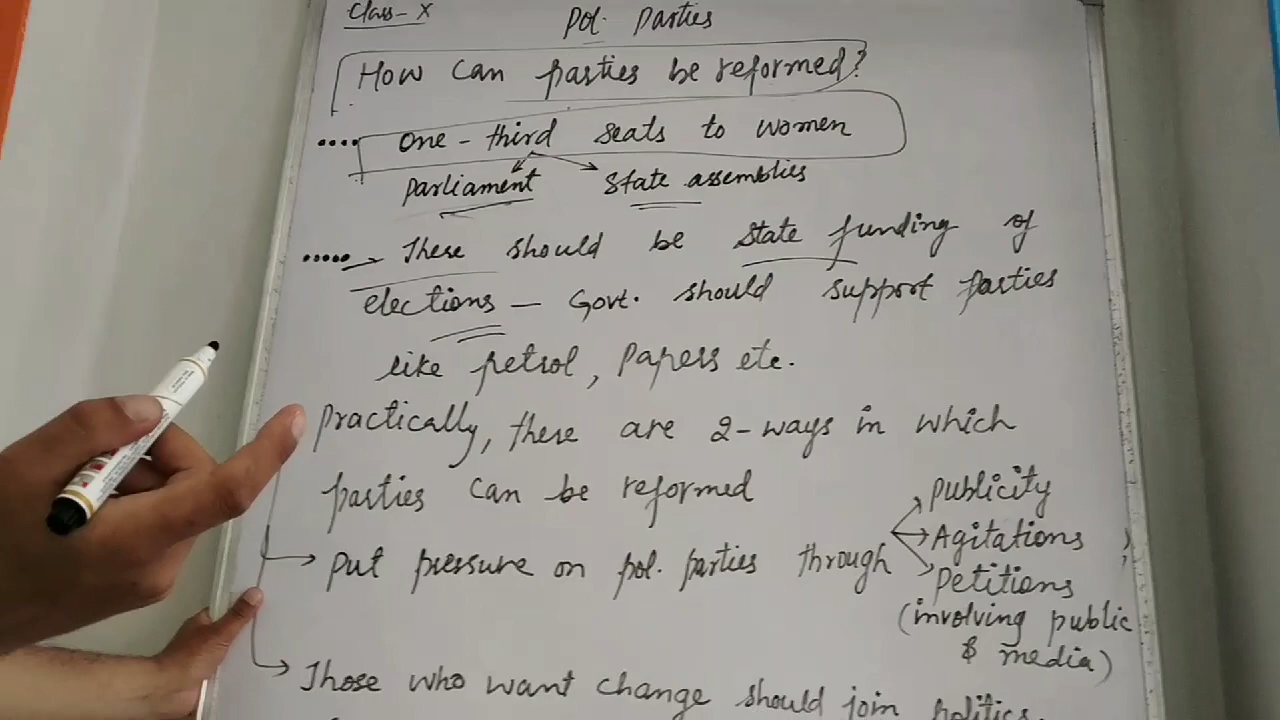 Class - X
Pol. Parties
How can parties be reformed?
.... One-third seats to women
Parliament State assemblies
..... → There should be state funding of
elections — Govt. should support parties
like petrol, papers etc.
Practically, there are 2-ways in which
parties can be reformed
→ Put pressure on pol. parties through
→ Publicity
→ Agitations
→ Petitions
(involving public
& media)
→ Those who want change should join politics.